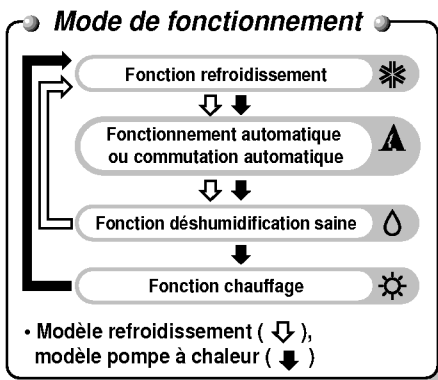 Mode de fonctionnement
Fonction refroidissement
Fonctionnement automatique
ou commutation automatique
Fonction déshumidification saine
Fonction chauffage
• Modèle refroidissement ( ),
modèle pompe à chaleur ( )